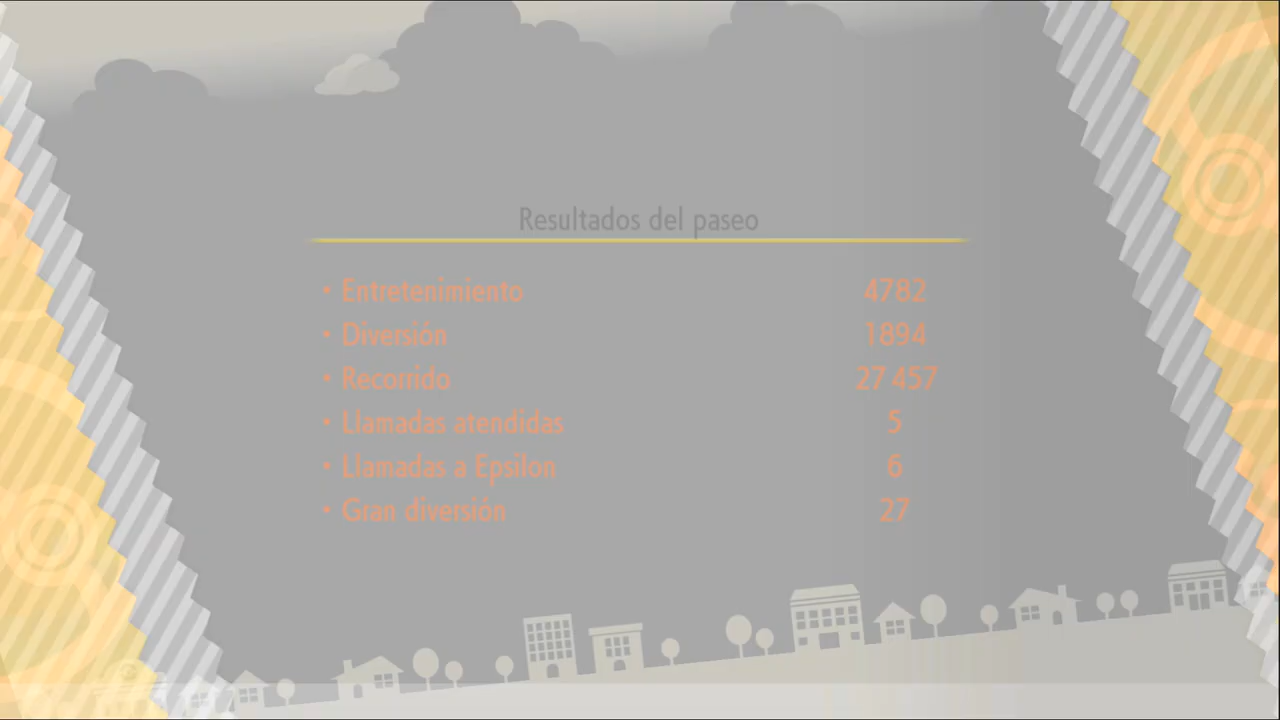 Resultados del paseo
• Entretenimiento 4782
• Diversión 1894
• Recorrido 27 457
• Llamadas atendidas 5
• Llamadas a Epsilon 6
• Gran diversión 27